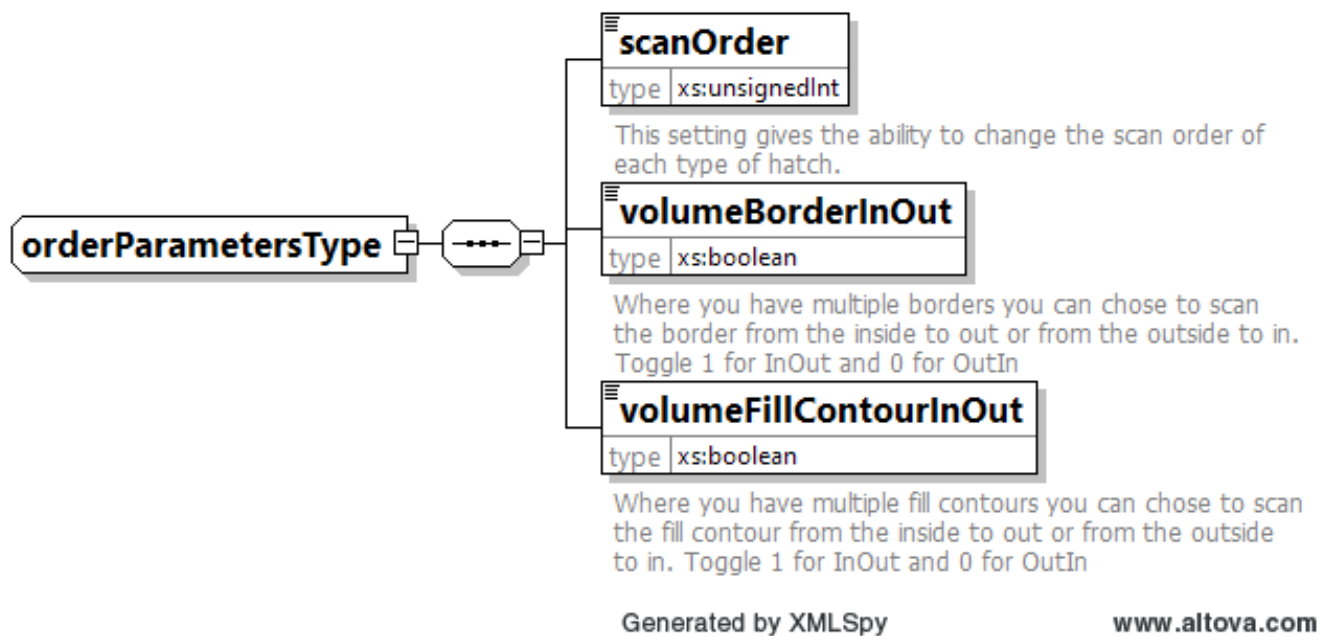 scanOrder
type xs:unsignedInt
This setting gives the ability to change the scan order of
each type of hatch.
volumeBorderInOut
type xs:boolean
Where you have multiple borders you can chose to scan
the border from the inside to out or from the outside to in.
Toggle 1 for InOut and 0 for OutIn
orderParametersType
volumeFillContourInOut
type xs:boolean
Where you have multiple fill contours you can chose to scan
the fill contour from the inside to out or from the outside
to in. Toggle 1 for InOut and 0 for OutIn
Generated by XMLSpy www.altova.com